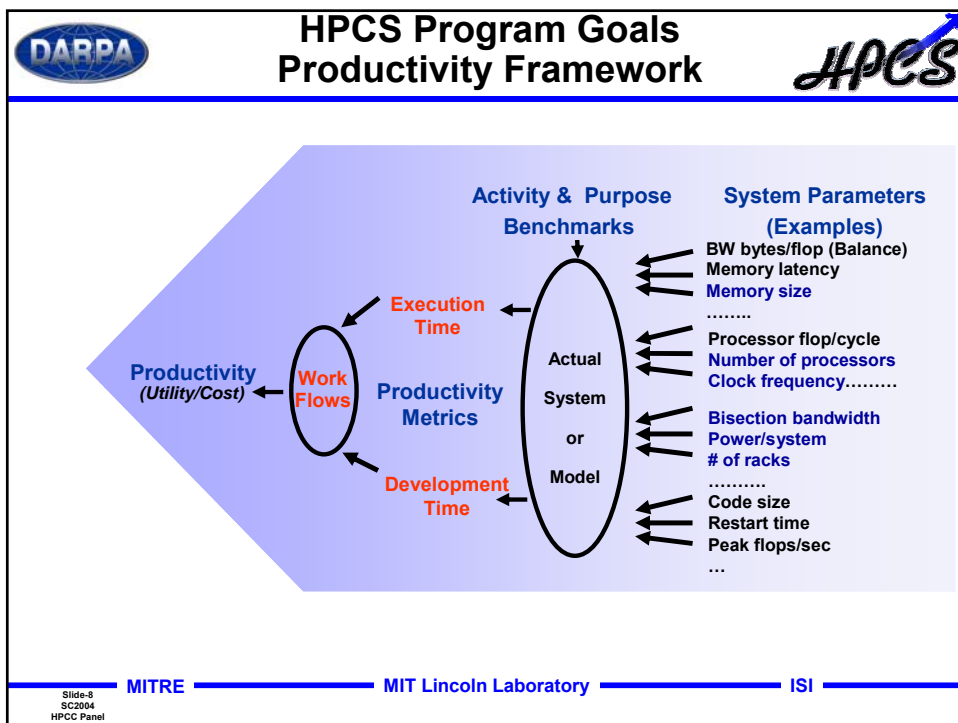 DARPA
HPCS Program Goals
Productivity Framework
HPCS
Activity & Purpose
Benchmarks
System Parameters
(Examples)
BW bytes/flop (Balance)
Memory latency
Memory size
……..
Processor flop/cycle
Number of processors
Clock frequency………
Bisection bandwidth
Power/system
# of racks
……….
Code size
Restart time
Peak flops/sec
…
Execution
Time
Actual
System
or
Model
Productivity
(Utility/Cost)
Work
Flows
Productivity
Metrics
Development
Time
MITRE
MIT Lincoln Laboratory
ISI
Slide-8
SC2004
HPCC Panel